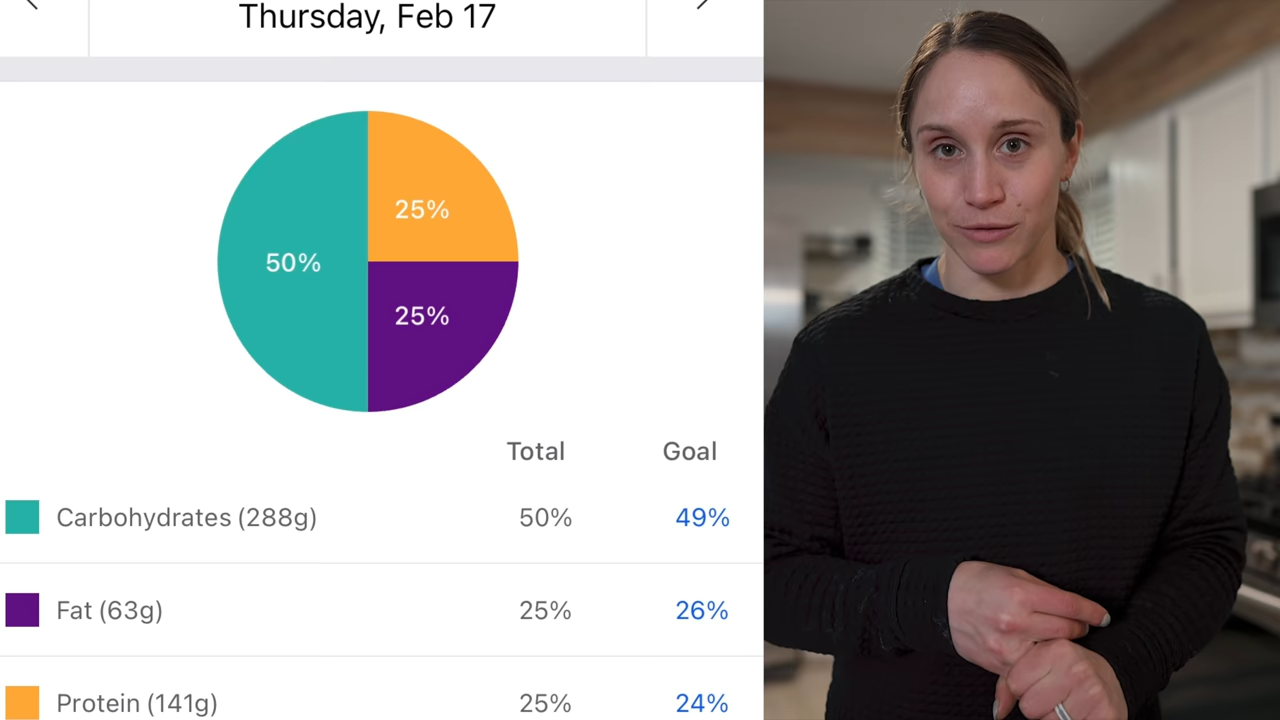 Thursday, Feb 17
25%
50%
25%
Total Goal
Carbohydrates (288g) 50% 49%
Fat (63g) 25% 26%
Protein (141g) 25% 24%